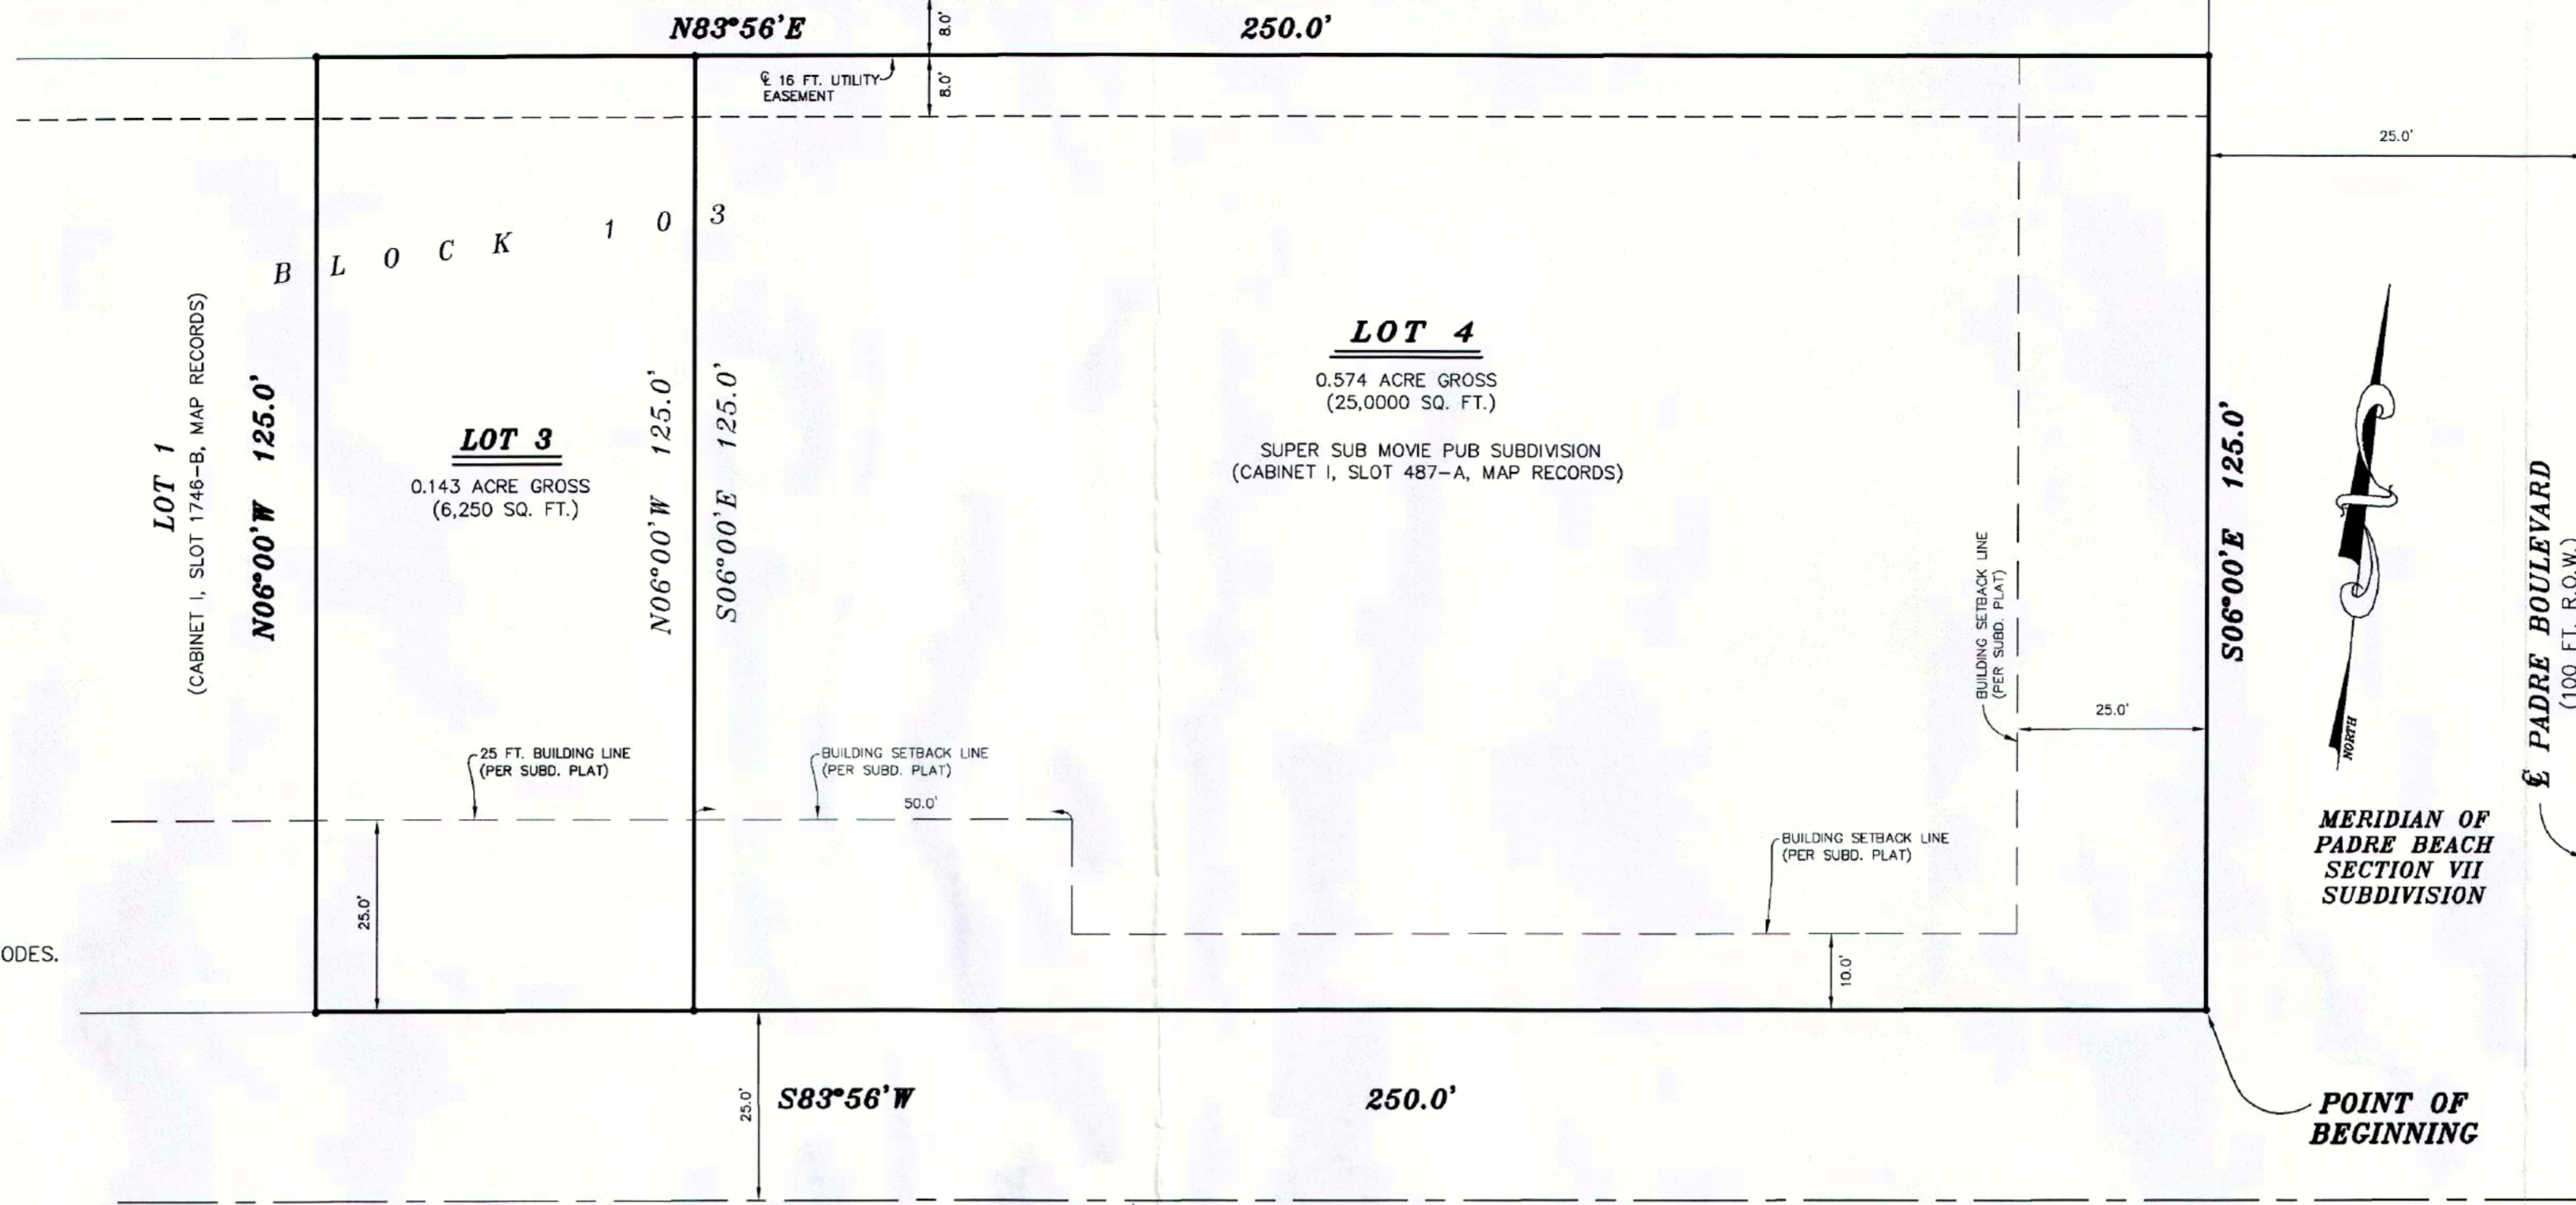 N83°56'E
250.0'
8.0'
8.0'
℄ 16 FT. UTILITY
EASEMENT
25.0'
BLOCK 103
LOT 1
(CABINET I, SLOT 1746-B, MAP RECORDS)
N06°00'W 125.0'
LOT 3
0.143 ACRE GROSS
(6,250 SQ. FT.)
N06°00'W 125.0'
S06°00'E 125.0'
LOT 4
0.574 ACRE GROSS
(25,0000 SQ. FT.)
SUPER SUB MOVIE PUB SUBDIVISION
(CABINET I, SLOT 487-A, MAP RECORDS)
BUILDING SETBACK LINE
(PER SUBD. PLAT)
25.0'
S06°00'E 125.0'
NORTH
℄ PADRE BOULEVARD
(100 FT. R.O.W.)
25 FT. BUILDING LINE
(PER SUBD. PLAT)
BUILDING SETBACK LINE
(PER SUBD. PLAT)
50.0'
BUILDING SETBACK LINE
(PER SUBD. PLAT)
MERIDIAN OF
PADRE BEACH
SECTION VII
SUBDIVISION
25.0'
10.0'
ODES.
25.0'
S83°56'W
250.0'
POINT OF
BEGINNING